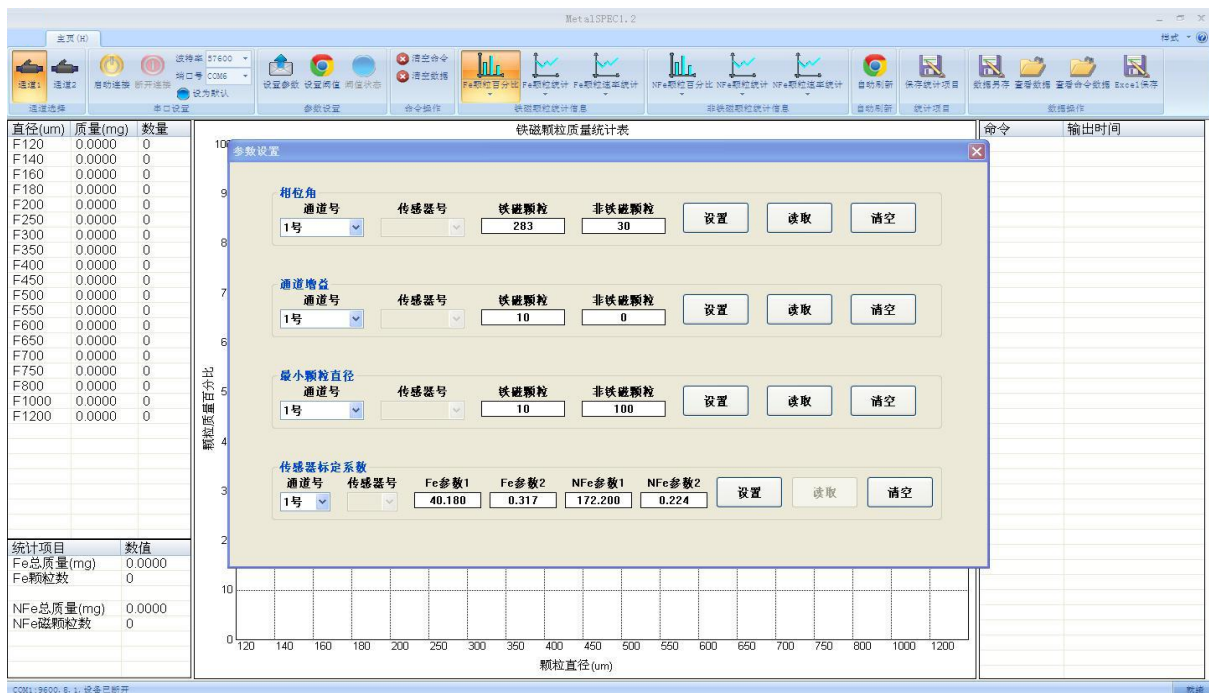 MetalSPEC1.2
主页(H)
样式
通道1 通道2 启动连接 断开连接 波特率 57600 端口号 COM6 设为默认 设置参数 设置阈值 阈值状态 清空命令 清空数据 Fe颗粒百分比 Fe颗粒统计 Fe颗粒速率统计 NFe颗粒百分比 NFe颗粒统计 NFe颗粒速率统计 自动刷新 保存统计项目 数据另存 查看数据 查看命令数据 Excel保存
通道选择 串口设置 参数设置 命令操作 铁磁颗粒统计信息 非铁磁颗粒统计信息 自动刷新 统计项目 数据操作
直径(um) 质量(mg) 数量
F120 0.0000 0
F140 0.0000 0
F160 0.0000 0
F180 0.0000 0
F200 0.0000 0
F250 0.0000 0
F300 0.0000 0
F350 0.0000 0
F400 0.0000 0
F450 0.0000 0
F500 0.0000 0
F550 0.0000 0
F600 0.0000 0
F650 0.0000 0
F700 0.0000 0
F750 0.0000 0
F800 0.0000 0
F1000 0.0000 0
F1200 0.0000 0
统计项目 数值
Fe总质量(mg) 0.0000
Fe颗粒数 0
NFe总质量(mg) 0.0000
NFe磁颗粒数 0
铁磁颗粒质量统计表
颗粒质量百分比
10
9
8
7
6
5
4
3
2
10
0
120 140 160 180 200 250 300 350 400 450 500 550 600 650 700 750 800 1000 1200
颗粒直径(um)
参数设置
相位角
通道号 传感器号 铁磁颗粒 非铁磁颗粒
1号 283 30 设置 读取 清空
通道增益
通道号 传感器号 铁磁颗粒 非铁磁颗粒
1号 10 0 设置 读取 清空
最小颗粒直径
通道号 传感器号 铁磁颗粒 非铁磁颗粒
1号 10 100 设置 读取 清空
传感器标定系数
通道号 传感器号 Fe参数1 Fe参数2 NFe参数1 NFe参数2
1号 40.180 0.317 172.200 0.224 设置 读取 清空
命令 输出时间
COM1:9600.8.1.设备已断开
就绪